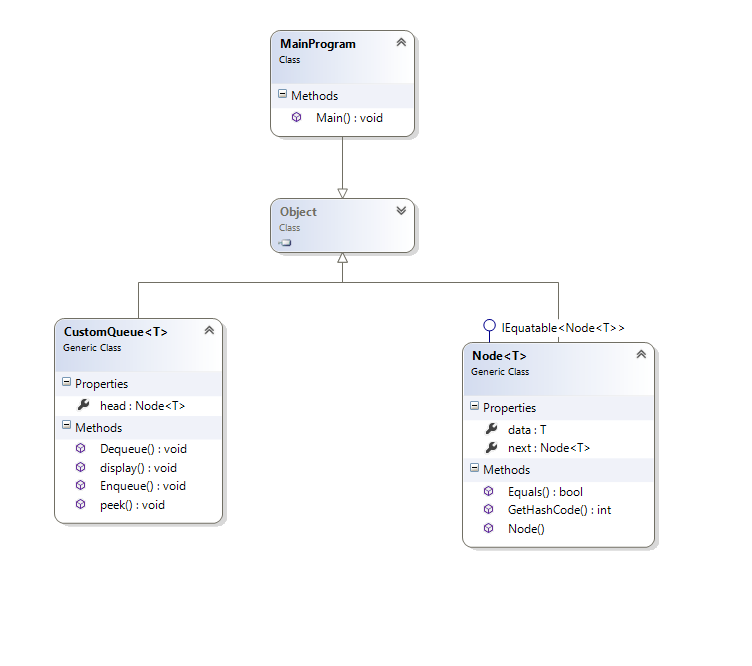 MainProgram
Class
Methods
Main() : void
Object
Class
CustomQueue<T>
Generic Class
Properties
head : Node<T>
Methods
Dequeue() : void
display() : void
Enqueue() : void
peek() : void
IEquatable<Node<T>>
Node<T>
Generic Class
Properties
data : T
next : Node<T>
Methods
Equals() : bool
GetHashCode() : int
Node()